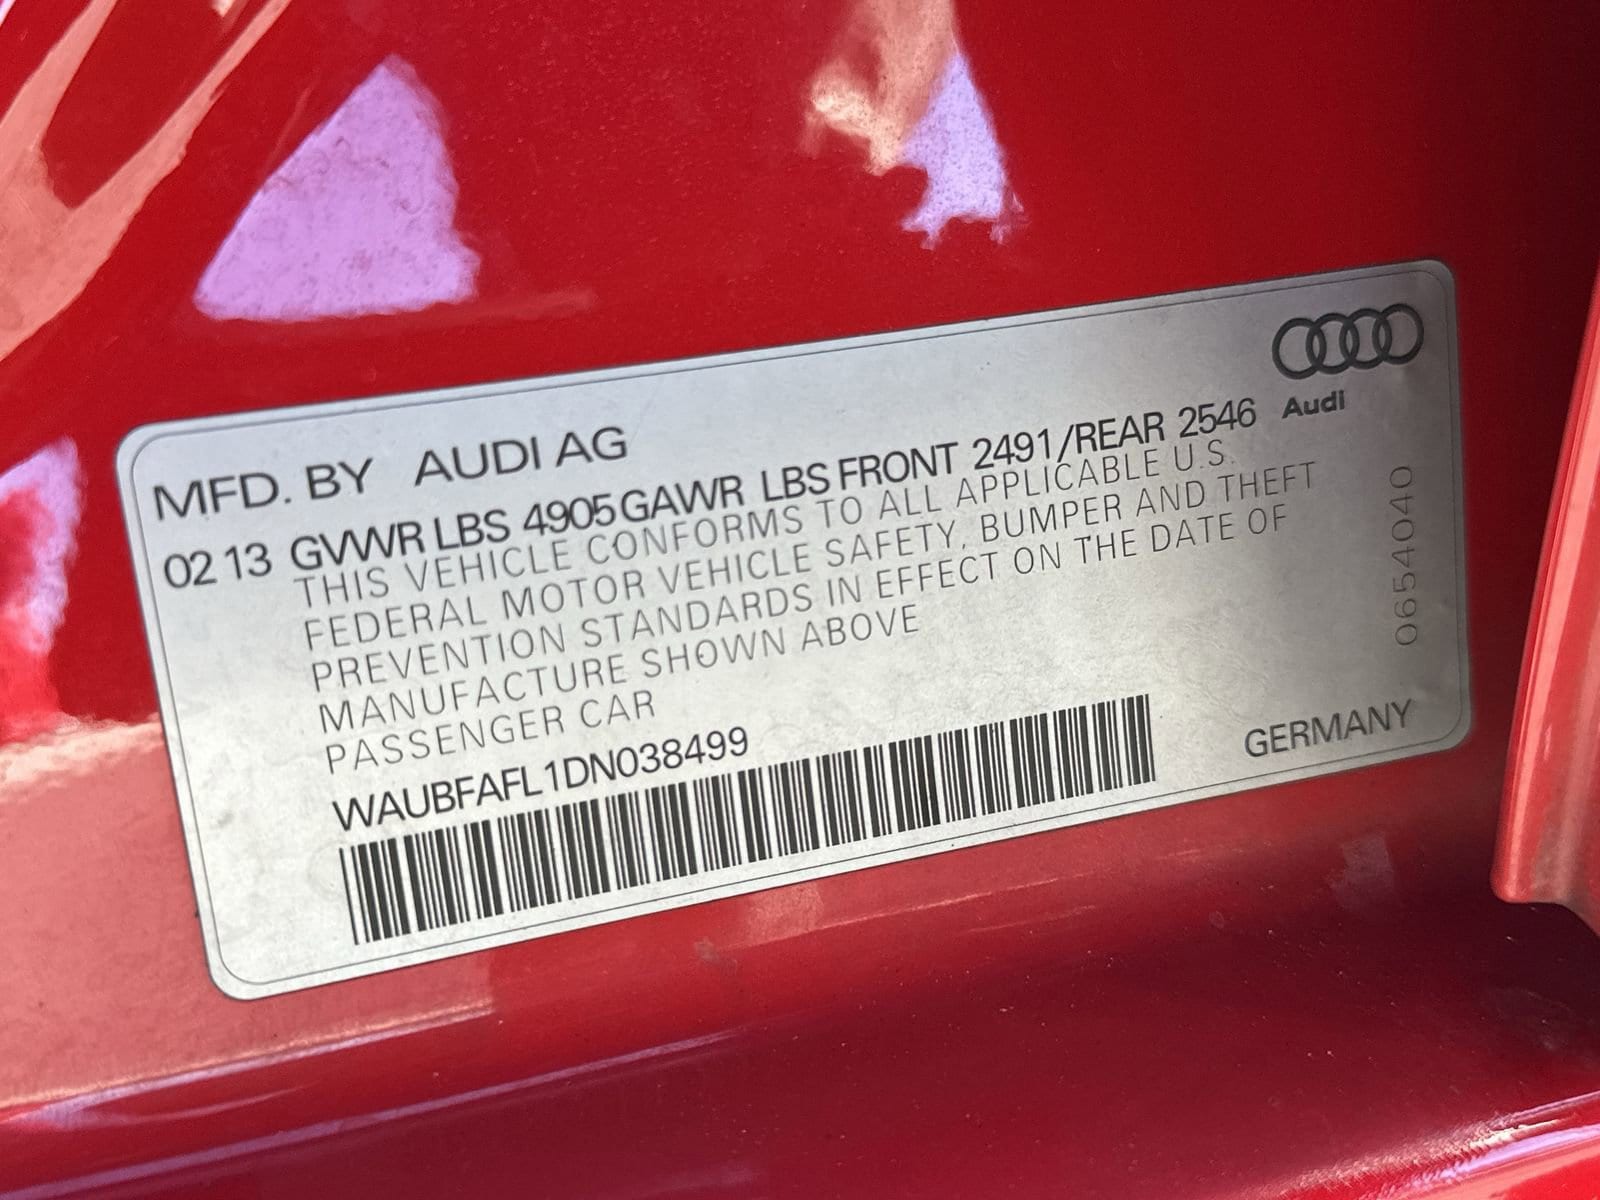 MFD. BY AUDI AG
02 13 GVWR LBS 4905 GAWR LBS FRONT 2491/REAR 2546
Audi
THIS VEHICLE CONFORMS TO ALL APPLICABLE U.S.
FEDERAL MOTOR VEHICLE SAFETY, BUMPER AND THEFT
PREVENTION STANDARDS IN EFFECT ON THE DATE OF
MANUFACTURE SHOWN ABOVE
PASSENGER CAR
WAUBFAFL1DN038499
GERMANY
0654040